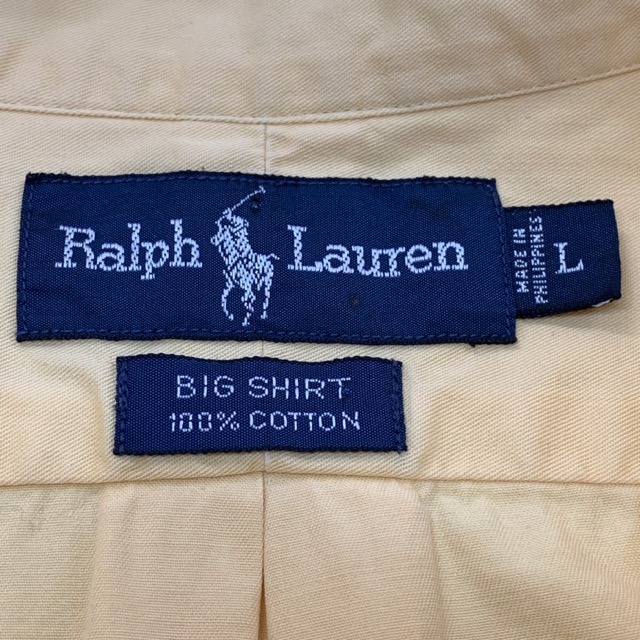 Ralph Lauren
MADE IN
PHILIPPINES
L
BIG SHIRT
100% COTTON